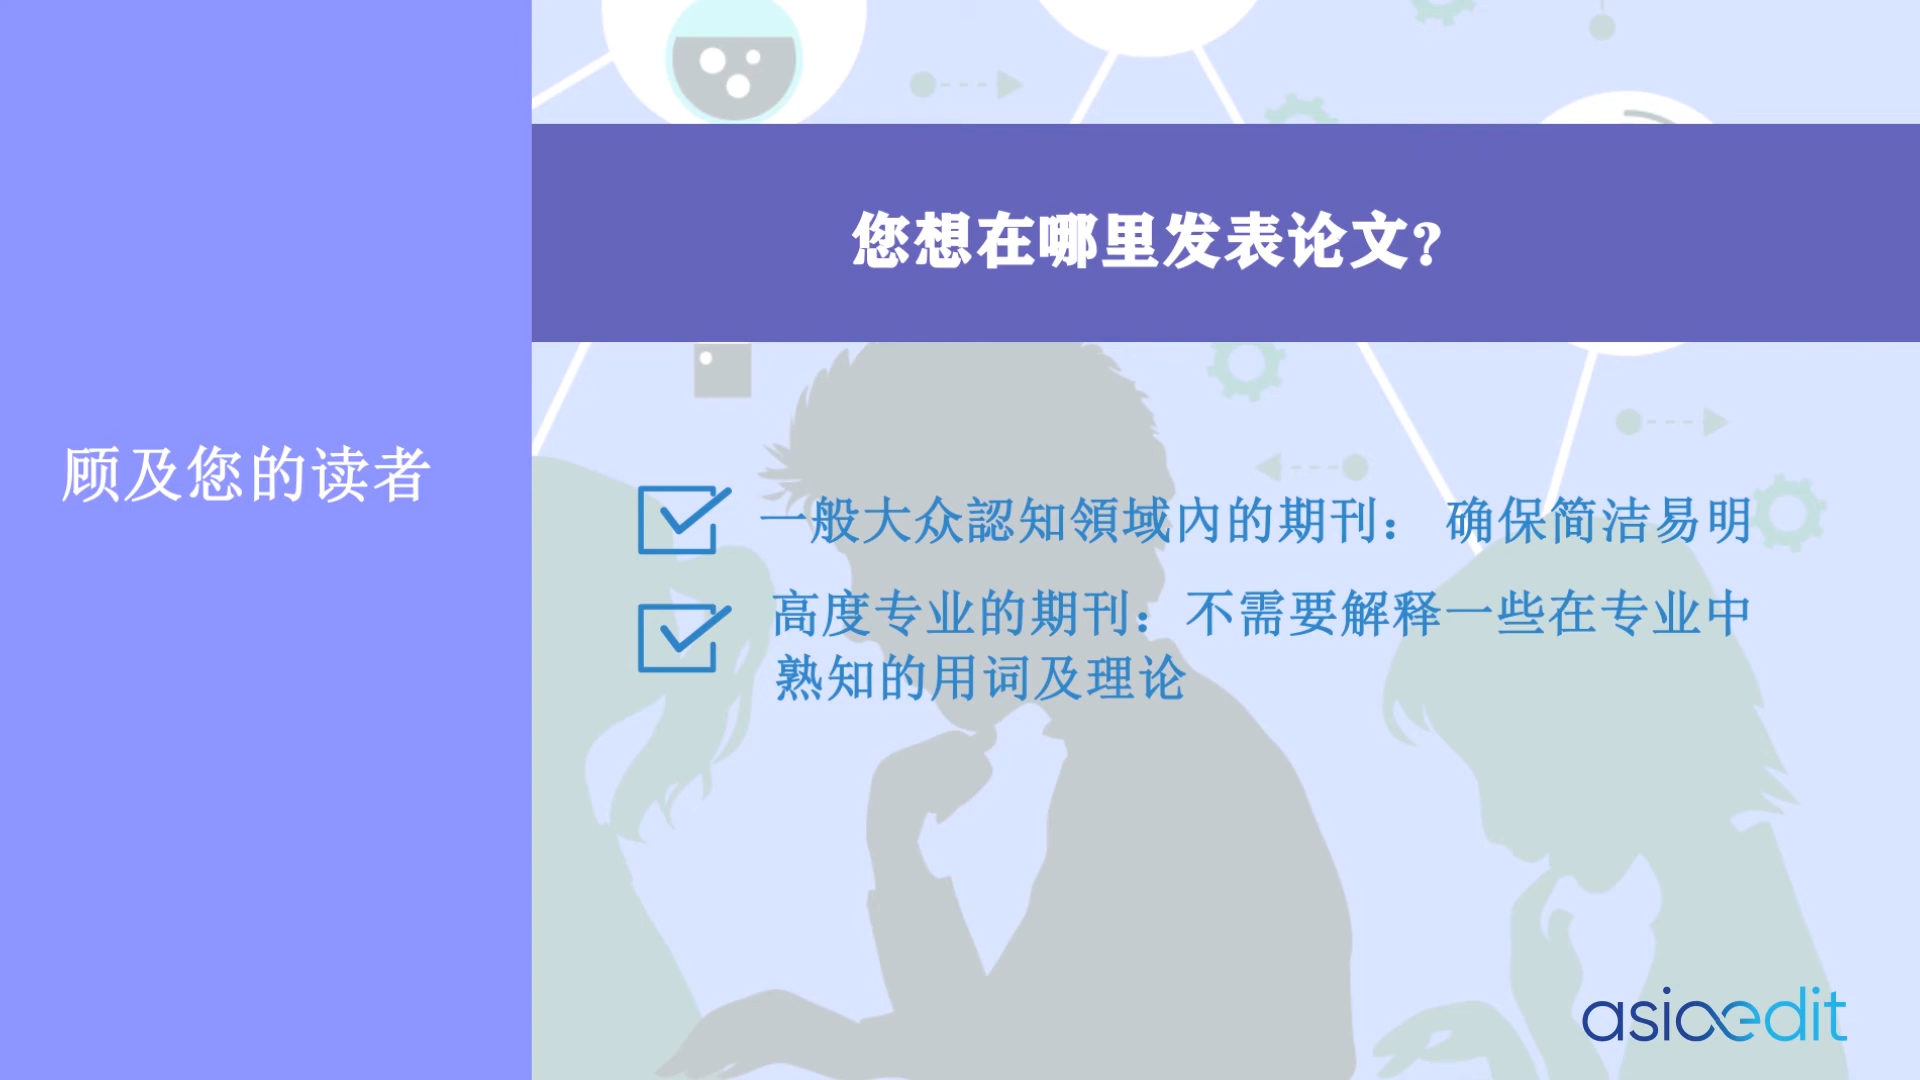 您想在哪里发表论文?
顾及您的读者
一般大众認知領域內的期刊： 确保简洁易明
高度专业的期刊：不需要解释一些在专业中
熟知的用词及理论
asiaedit